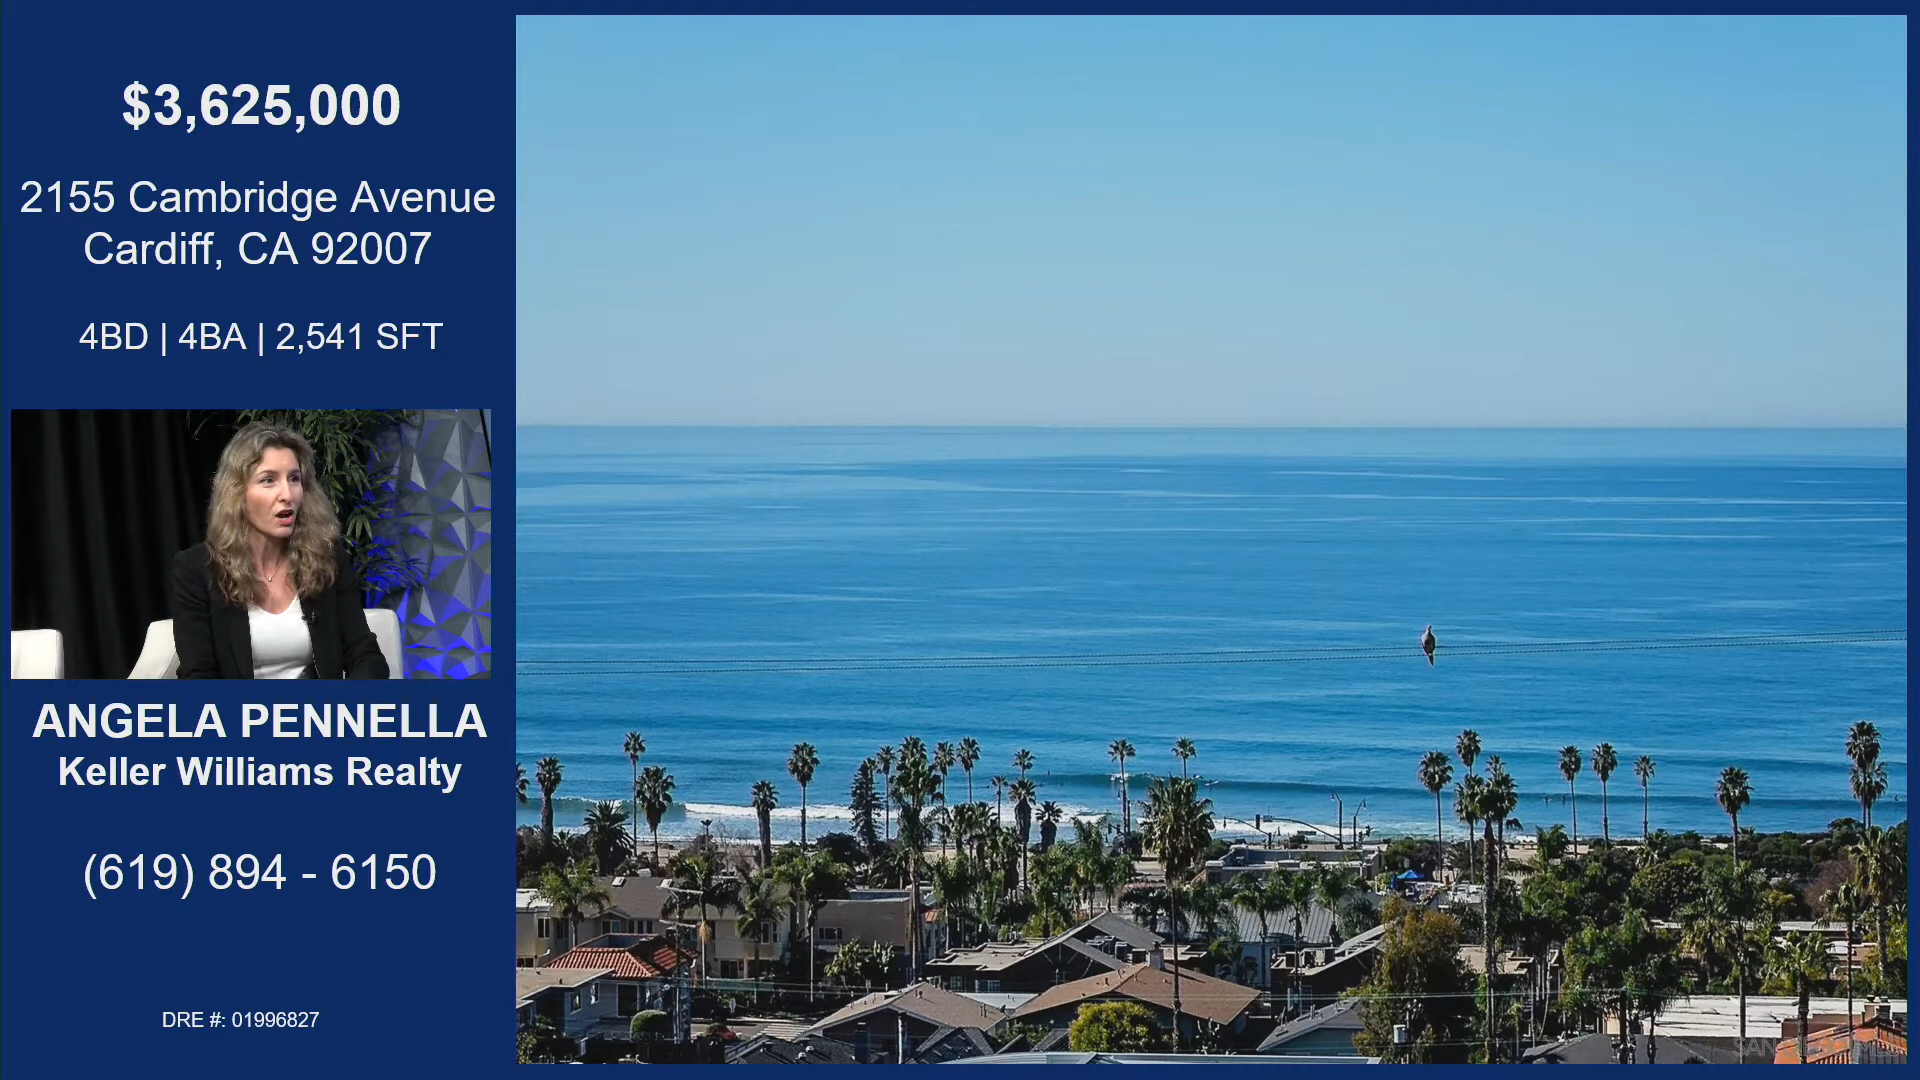 $3,625,000
2155 Cambridge Avenue
Cardiff, CA 92007
4BD | 4BA | 2,541 SFT
ANGELA PENNELLA
Keller Williams Realty
(619) 894 - 6150
DRE #: 01996827